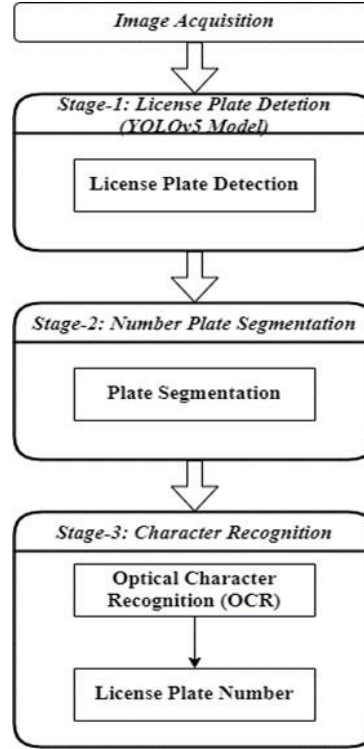 Image Acquisition
Stage-1: License Plate Detetion
(YOLOv5 Model)
License Plate Detection
Stage-2: Number Plate Segmentation
Plate Segmentation
Stage-3: Character Recognition
Optical Character
Recognition (OCR)
License Plate Number